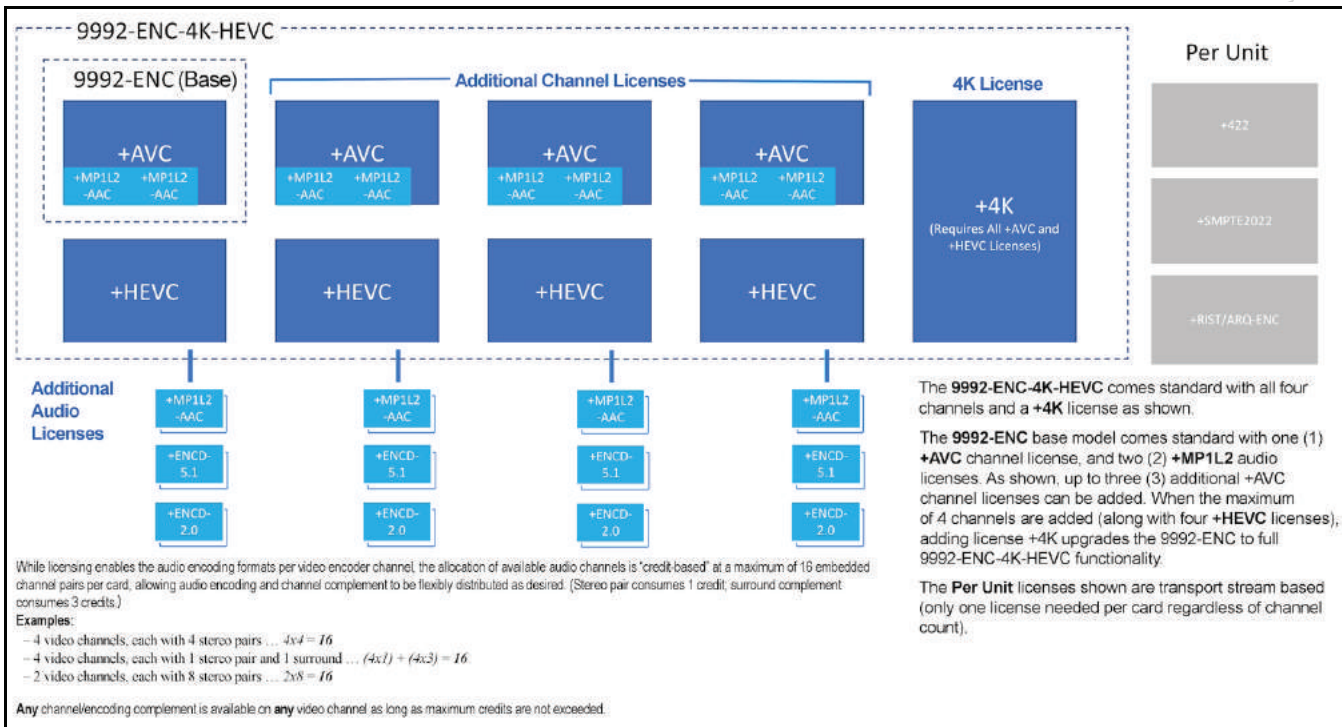 9992-ENC-4K-HEVC
9992-ENC (Base)
Additional Channel Licenses
4K License
Per Unit
+AVC
+MP1L2
-AAC
+MP1L2
-AAC
+AVC
+MP1L2
-AAC
+MP1L2
-AAC
+AVC
+MP1L2
-AAC
+MP1L2
-AAC
+AVC
+MP1L2
-AAC
+MP1L2
-AAC
+HEVC
+HEVC
+HEVC
+HEVC
+4K
(Requires All +AVC and
+HEVC Licenses)
+422
+SMPTE2022
+RIST/ARQ-ENC
Additional
Audio
Licenses
+MP1L2
-AAC
+ENCD-
5.1
+ENCD-
2.0
+MP1L2
-AAC
+ENCD-
5.1
+ENCD-
2.0
+MP1L2
-AAC
+ENCD-
5.1
+ENCD-
2.0
+MP1L2
-AAC
+ENCD-
5.1
+ENCD-
2.0
The 9992-ENC-4K-HEVC comes standard with all four
channels and a +4K license as shown.
The 9992-ENC base model comes standard with one (1)
+AVC channel license, and two (2) +MP1L2 audio
licenses. As shown, up to three (3) additional +AVC
channel licenses can be added. When the maximum
of 4 channels are added (along with four +HEVC licenses),
adding license +4K upgrades the 9992-ENC to full
9992-ENC-4K-HEVC functionality.
The Per Unit licenses shown are transport stream based
(only one license needed per card regardless of channel
count).
While licensing enables the audio encoding formats per video encoder channel, the allocation of available audio channels is "credit-based" at a maximum of 16 embedded
channel pairs per card, allowing audio encoding and channel complement to be flexibly distributed as desired. (Stereo pair consumes 1 credit; surround complement
consumes 3 credits.)
Examples:
– 4 video channels, each with 4 stereo pairs … 4x4 = 16
– 4 video channels, each with 1 stereo pair and 1 surround … (4x1) + (4x3) = 16
– 2 video channels, each with 8 stereo pairs … 2x8 = 16
Any channel/encoding complement is available on any video channel as long as maximum credits are not exceeded.